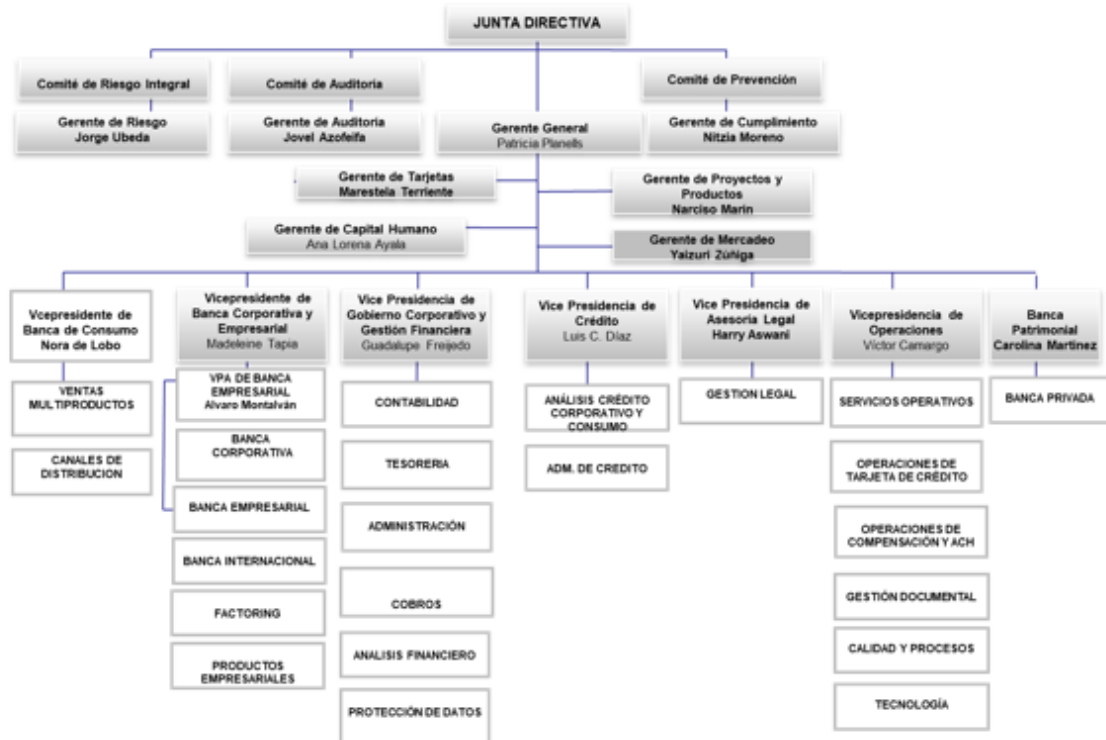 JUNTA DIRECTIVA
Comité de Riesgo Integral
Comité de Auditoria
Comité de Prevención
Gerente de Riesgo
Jorge Ubeda
Gerente de Auditoria
Jovel Azofeifa
Gerente General
Patricia Planells
Gerente de Cumplimiento
Nitzia Moreno
Gerente de Tarjetas
Marestela Terriente
Gerente de Proyectos y
Productos
Narciso Marin
Gerente de Capital Humano
Ana Lorena Ayala
Gerente de Mercadeo
Yaizuri Zúñiga
Vcepresidente de
Banca de Consumo
Nora de Lobo
Vicepresidente de
Banca Corporativa y
Empresarial
Madeleine Tapia
Vice Presidencia de
Gobierno Corporativo y
Gestión Financiera
Guadalupe Freijedo
Vice Presidencia de
Crédito
Luis C. Díaz
Vice Presidencia de
Asesoria Legal
Harry Aswani
Vicepresidencia de
Operaciones
Víctor Camargo
Banca
Patrimonial
Carolina Martinez
VENTAS
MULTIPRODUCTOS
CANALES DE
DISTRIBUCION
VPA DE BANCA
EMPRESARIAL
Alvaro Montalván
BANCA
CORPORATIVA
BANCA EMPRESARIAL
BANCA INTERNACIONAL
FACTORING
PRODUCTOS
EMPRESARIALES
CONTABILIDAD
TESORERIA
ADMINISTRACIÓN
COBROS
ANALISIS FINANCIERO
PROTECCIÓN DE DATOS
ANÁLISIS CRÉDITO
CORPORATIVO Y
CONSUMO
ADM. DE CREDITO
GESTION LEGAL
SERVICIOS OPERATIVOS
OPERACIONES DE
TARJETA DE CRÉDITO
OPERACIONES DE
COMPENSACIÓN Y ACH
GESTIÓN DOCUMENTAL
CALIDAD Y PROCESOS
TECNOLOGÍA
BANCA PRIVADA